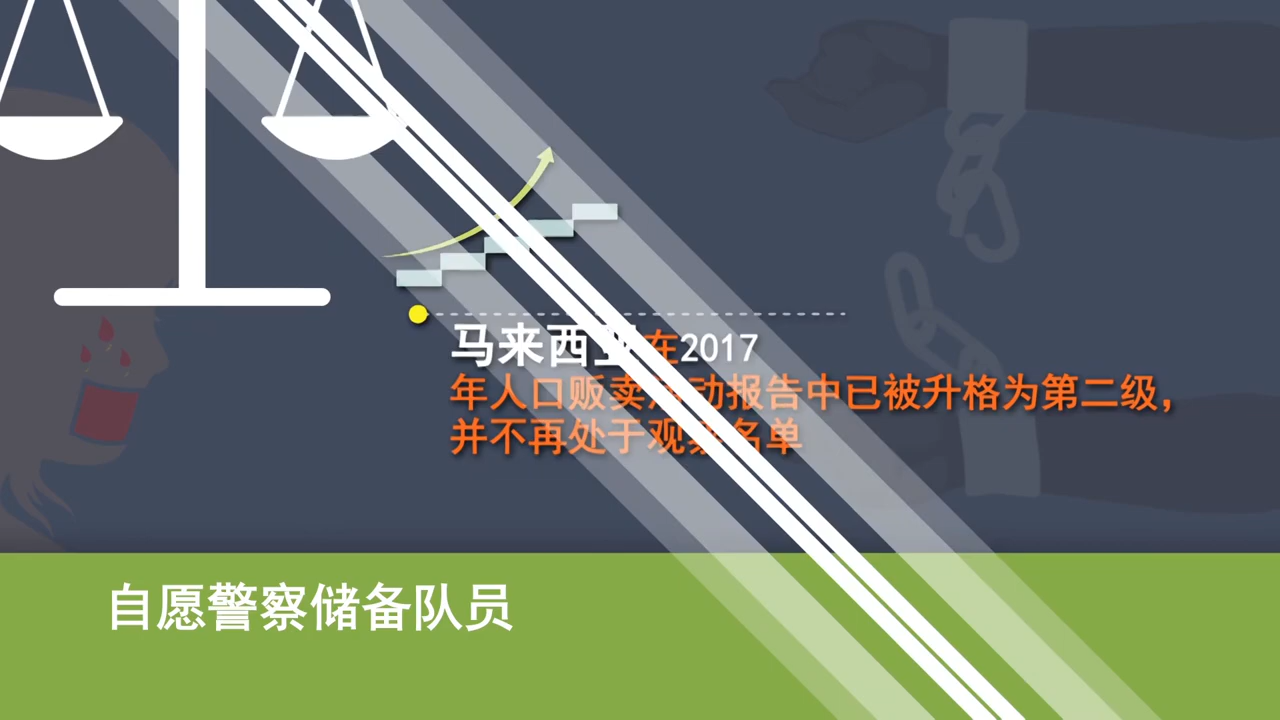 马来西亚在2017
年人口贩卖活动报告中已被升格为第二级，
并不再处于观察名单
自愿警察储备队员